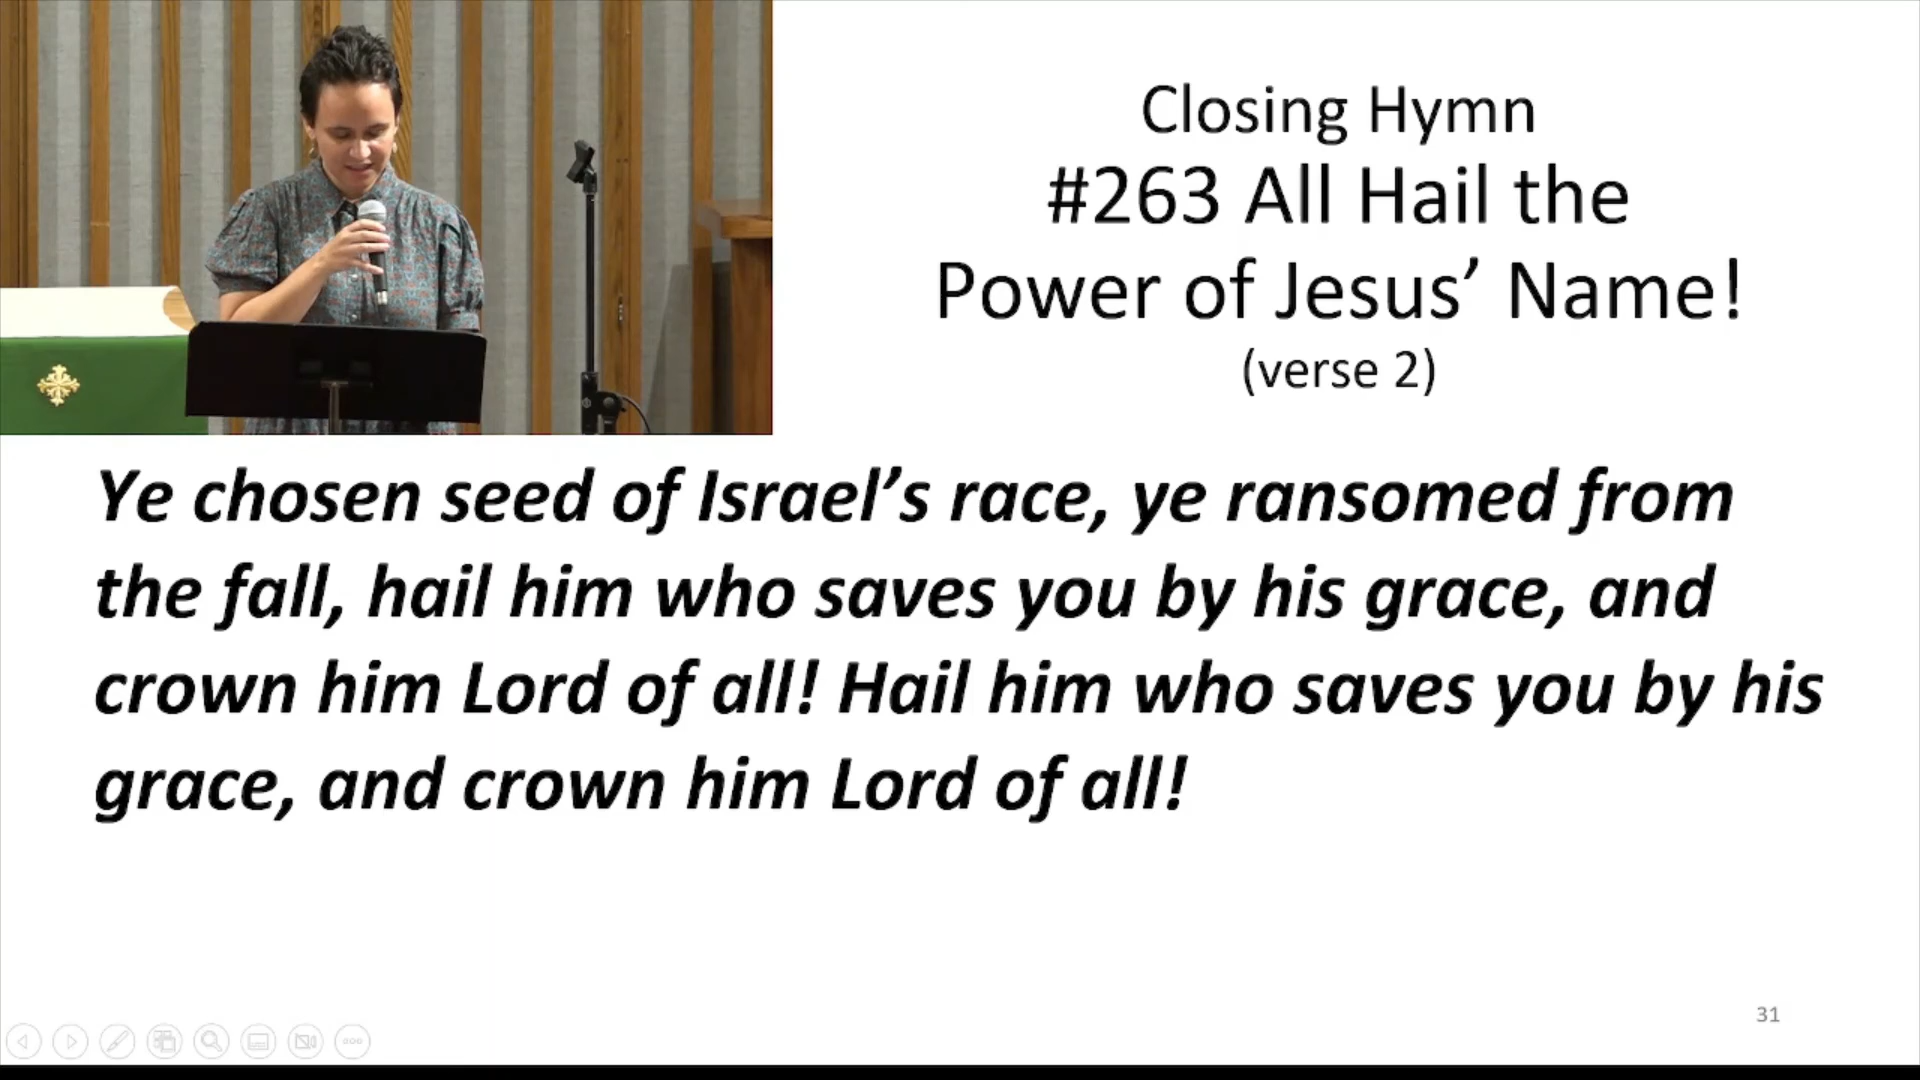 Closing Hymn
#263 All Hail the
Power of Jesus’ Name!
(verse 2)
Ye chosen seed of Israel’s race, ye ransomed from
the fall, hail him who saves you by his grace, and
crown him Lord of all! Hail him who saves you by his
grace, and crown him Lord of all!
31